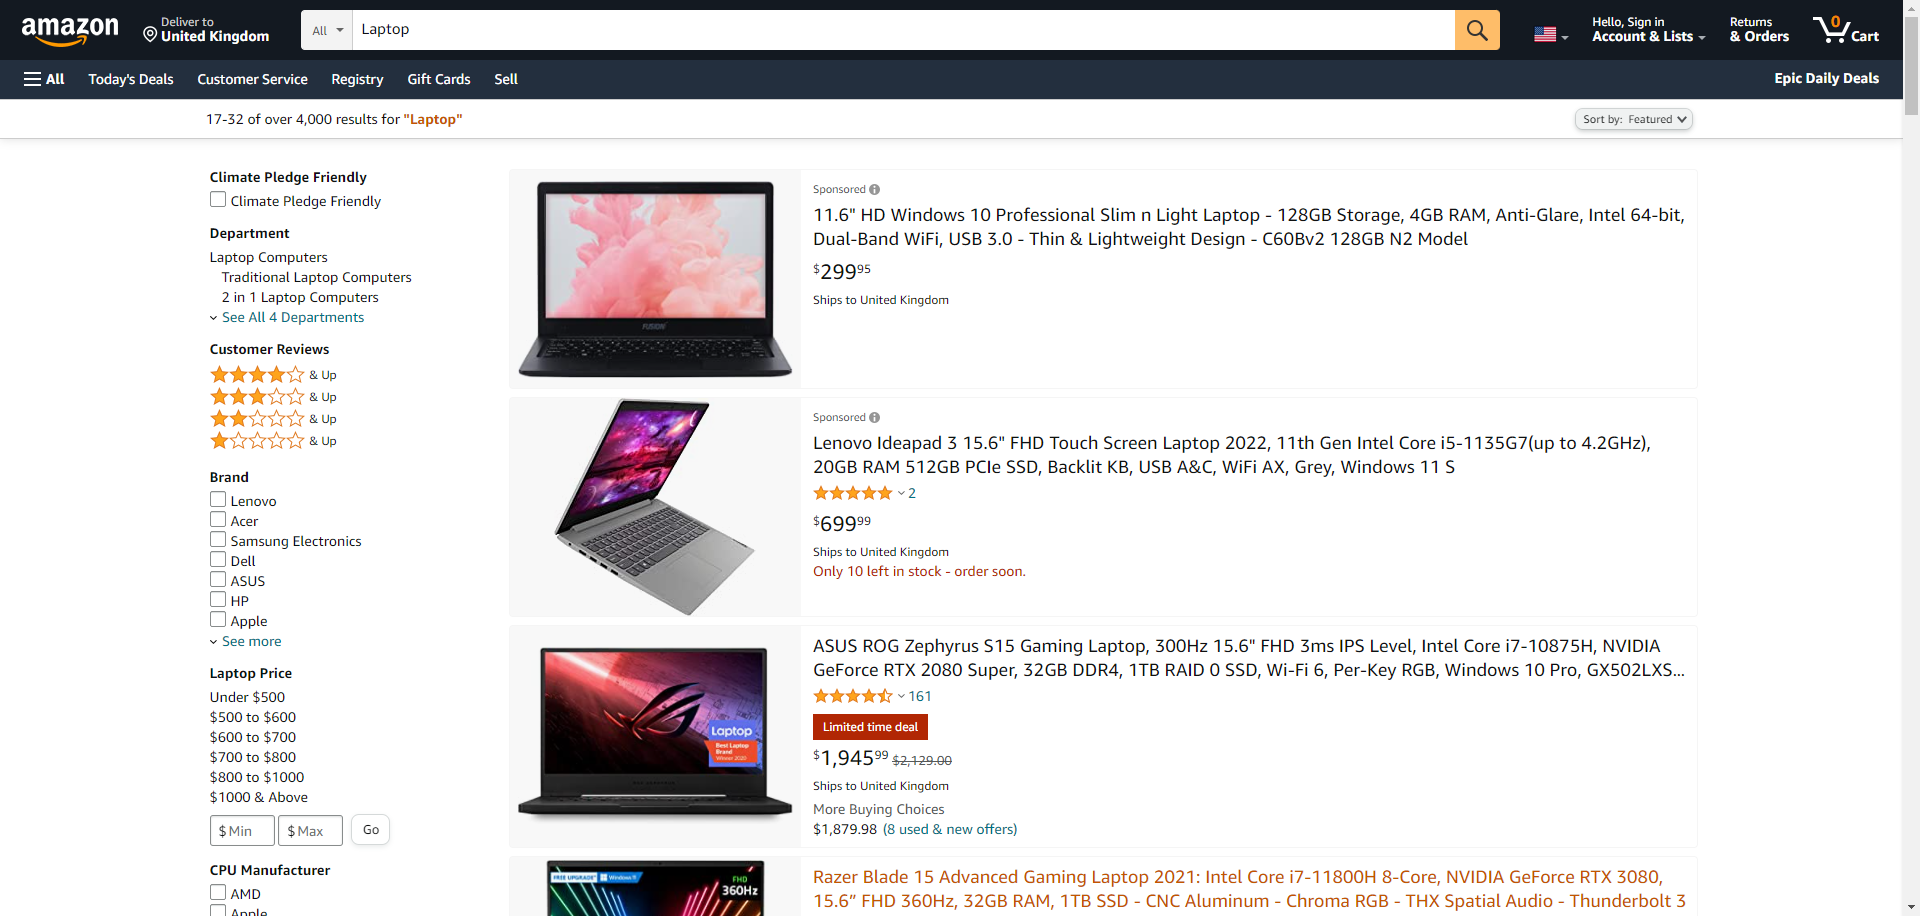 amazon
Deliver to
United Kingdom
All
Laptop
Hello, Sign in
Account & Lists
Returns
& Orders
0
Cart
All
Today's Deals
Customer Service
Registry
Gift Cards
Sell
Epic Daily Deals
17-32 of over 4,000 results for "Laptop"
Sort by: Featured
Climate Pledge Friendly
Climate Pledge Friendly
Department
Laptop Computers
Traditional Laptop Computers
2 in 1 Laptop Computers
See All 4 Departments
Customer Reviews
& Up
& Up
& Up
& Up
Brand
Lenovo
Acer
Samsung Electronics
Dell
ASUS
HP
Apple
See more
Laptop Price
Under $500
$500 to $600
$600 to $700
$700 to $800
$800 to $1000
$1000 & Above
$ Min
$ Max
Go
CPU Manufacturer
AMD
Apple
FUSION
Sponsored
11.6" HD Windows 10 Professional Slim n Light Laptop - 128GB Storage, 4GB RAM, Anti-Glare, Intel 64-bit,
Dual-Band WiFi, USB 3.0 - Thin & Lightweight Design - C60Bv2 128GB N2 Model
$299.95
Ships to United Kingdom
Sponsored
Lenovo Ideapad 3 15.6" FHD Touch Screen Laptop 2022, 11th Gen Intel Core i5-1135G7(up to 4.2GHz),
20GB RAM 512GB PCIe SSD, Backlit KB, USB A&C, WiFi AX, Grey, Windows 11 S
2
$699.99
Ships to United Kingdom
Only 10 left in stock - order soon.
Laptop
Best Laptop
Brand
Winner 2020
ASUS ROG Zephyrus S15 Gaming Laptop, 300Hz 15.6" FHD 3ms IPS Level, Intel Core i7-10875H, NVIDIA
GeForce RTX 2080 Super, 32GB DDR4, 1TB RAID 0 SSD, Wi-Fi 6, Per-Key RGB, Windows 10 Pro, GX502LXS...
161
Limited time deal
$1,945.99 $2,129.00
Ships to United Kingdom
More Buying Choices
$1,879.98 (8 used & new offers)
FREE UPGRADE Windows 11
FHD
360Hz
Razer Blade 15 Advanced Gaming Laptop 2021: Intel Core i7-11800H 8-Core, NVIDIA GeForce RTX 3080,
15.6” FHD 360Hz, 32GB RAM, 1TB SSD - CNC Aluminum - Chroma RGB - THX Spatial Audio - Thunderbolt 3